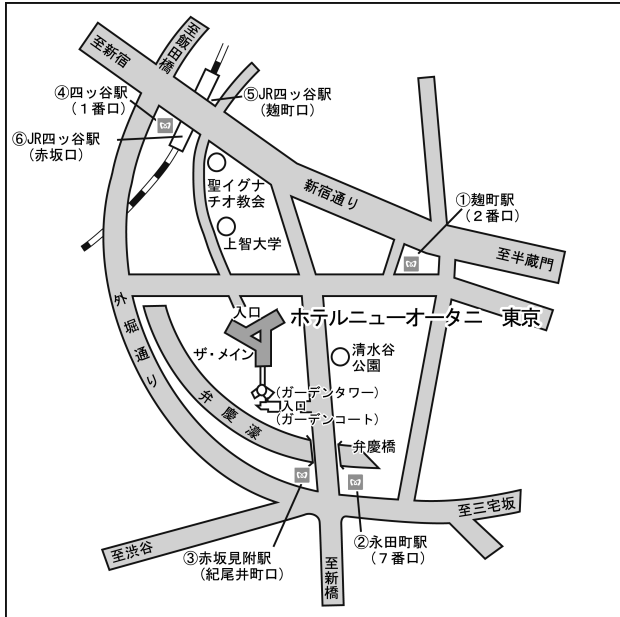 至新宿
至飯田橋
④四ッ谷駅
(1番口)
⑤JR四ッ谷駅
(麹町口)
⑥JR四ッ谷駅
(赤坂口)
聖イグナ
チオ教会
新宿通り
①麹町駅
(2番口)
上智大学
至半蔵門
外堀通り
入口
ホテルニューオータニ 東京
ザ・メイン
清水谷
公園
(ガーデンタワー)
入口
(ガーデンコート)
弁慶濠
弁慶橋
至三宅坂
至渋谷
③赤坂見附駅
(紀尾井町口)
②永田町駅
(7番口)
至新橋